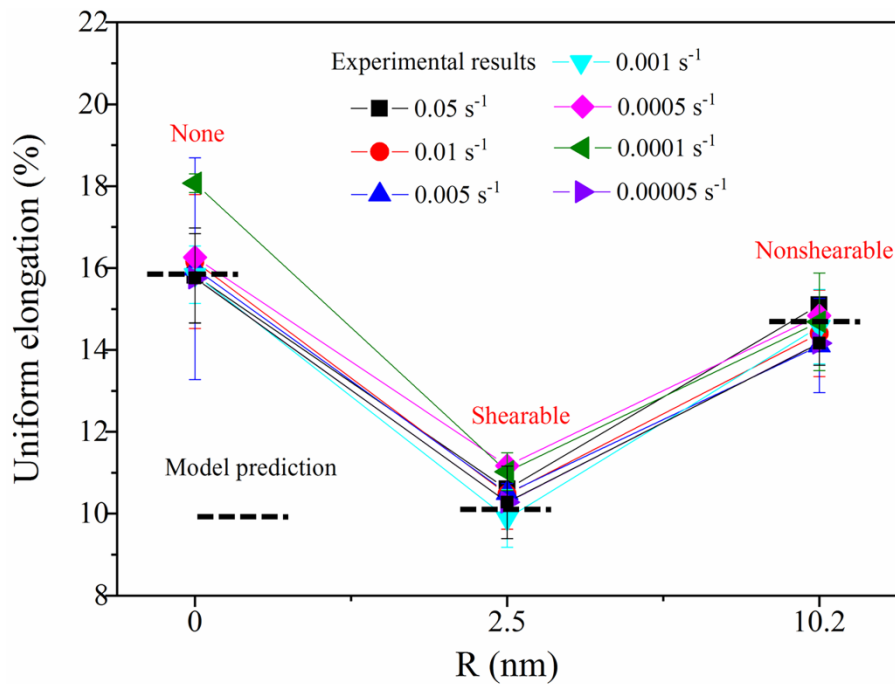 22
20
18
16
14
12
10
8
Uniform elongation (%)
Experimental results
0.05 s⁻¹
0.01 s⁻¹
0.005 s⁻¹
0.001 s⁻¹
0.0005 s⁻¹
0.0001 s⁻¹
0.00005 s⁻¹
None
Shearable
Nonshearable
Model prediction
0
2.5
10.2
R (nm)